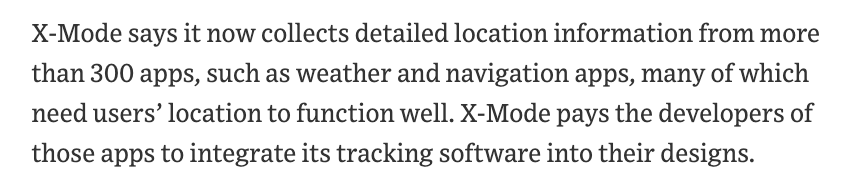 X-Mode says it now collects detailed location information from more
than 300 apps, such as weather and navigation apps, many of which
need users’ location to function well. X-Mode pays the developers of
those apps to integrate its tracking software into their designs.